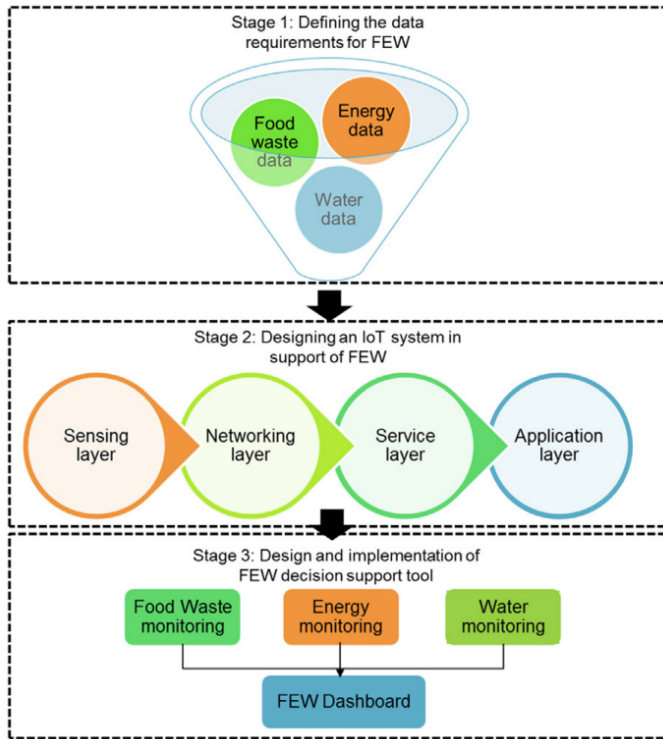 Stage 1: Defining the data
requirements for FEW
Food
waste
data
Energy
data
Water
data
Stage 2: Designing an IoT system in
support of FEW
Sensing
layer
Networking
layer
Service
layer
Application
layer
Stage 3: Design and implementation of
FEW decision support tool
Food Waste
monitoring
Energy
monitoring
Water
monitoring
FEW Dashboard